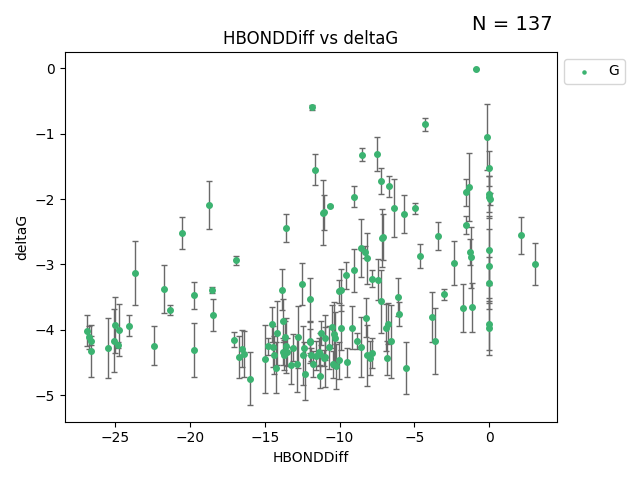 N = 137
HBONDDiff vs deltaG
G
deltaG
0
−1
−2
−3
−4
−5
−25 −20 −15 −10 −5 0
HBONDDiff